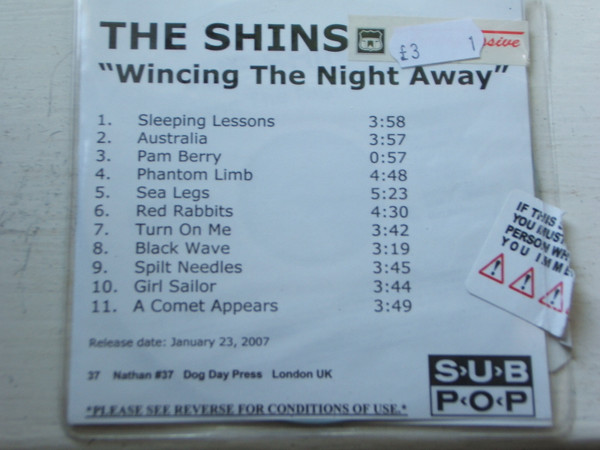 THE SHINS
£3 1
sive
"Wincing The Night Away"
1. Sleeping Lessons 3:58
2. Australia 3:57
3. Pam Berry 0:57
4. Phantom Limb 4:48
5. Sea Legs 5:23
6. Red Rabbits 4:30
7. Turn On Me 3:42
8. Black Wave 3:19
9. Spilt Needles 3:45
10. Girl Sailor 3:44
11. A Comet Appears 3:49
IF THIS
YOU MUST
PERSON WH
YOU IMME
Release date: January 23, 2007
37 Nathan #37 Dog Day Press London UK
S›U›B
P‹O‹P
*PLEASE SEE REVERSE FOR CONDITIONS OF USE.*